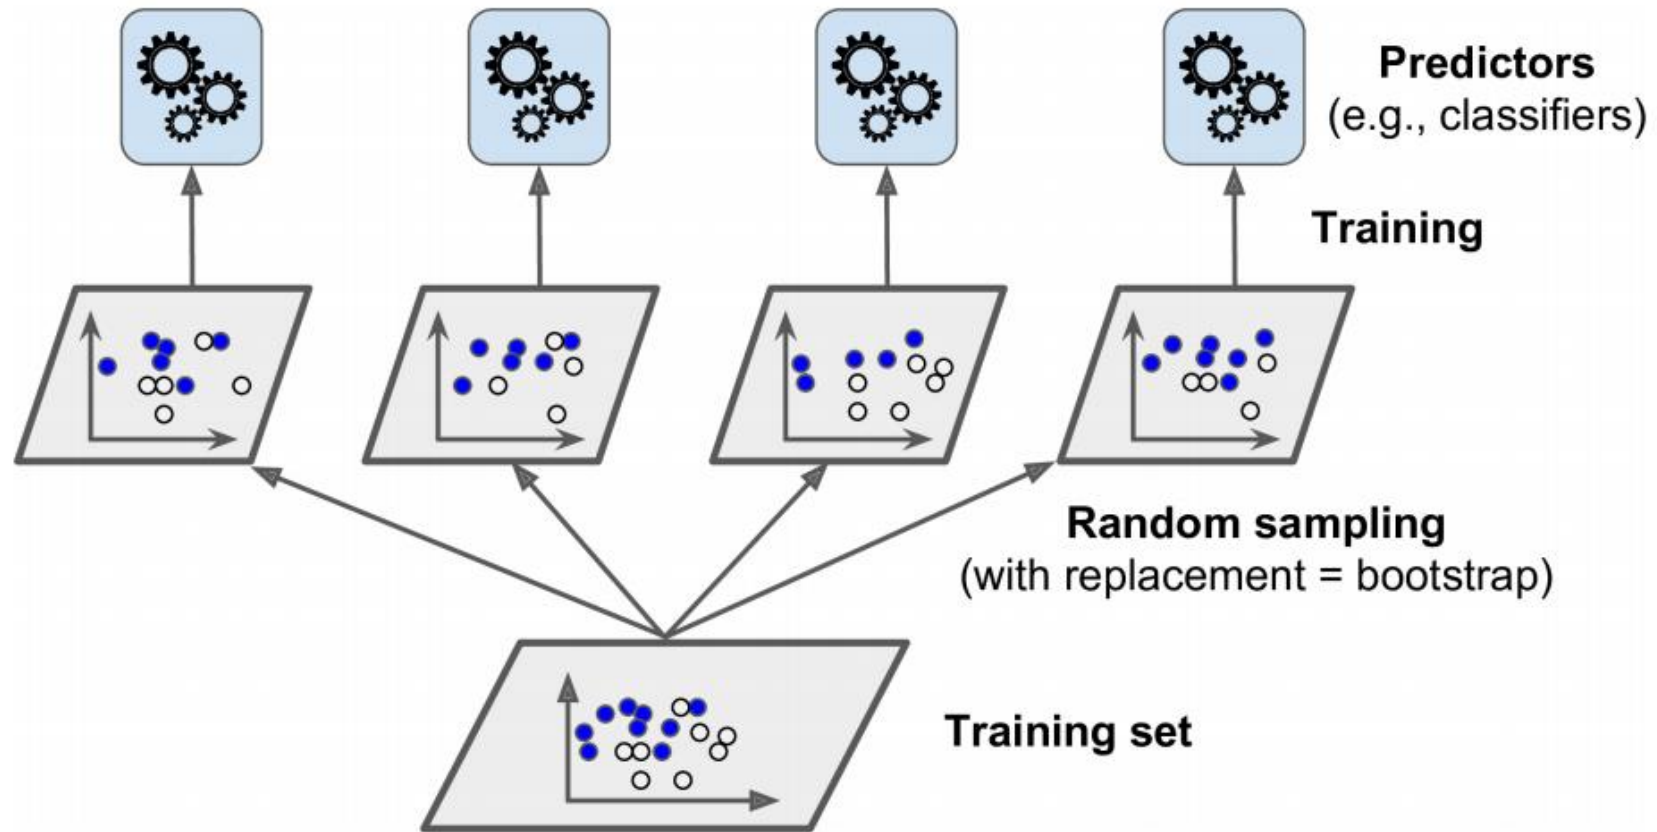 Predictors
(e.g., classifiers)
Training
Random sampling
(with replacement = bootstrap)
Training set